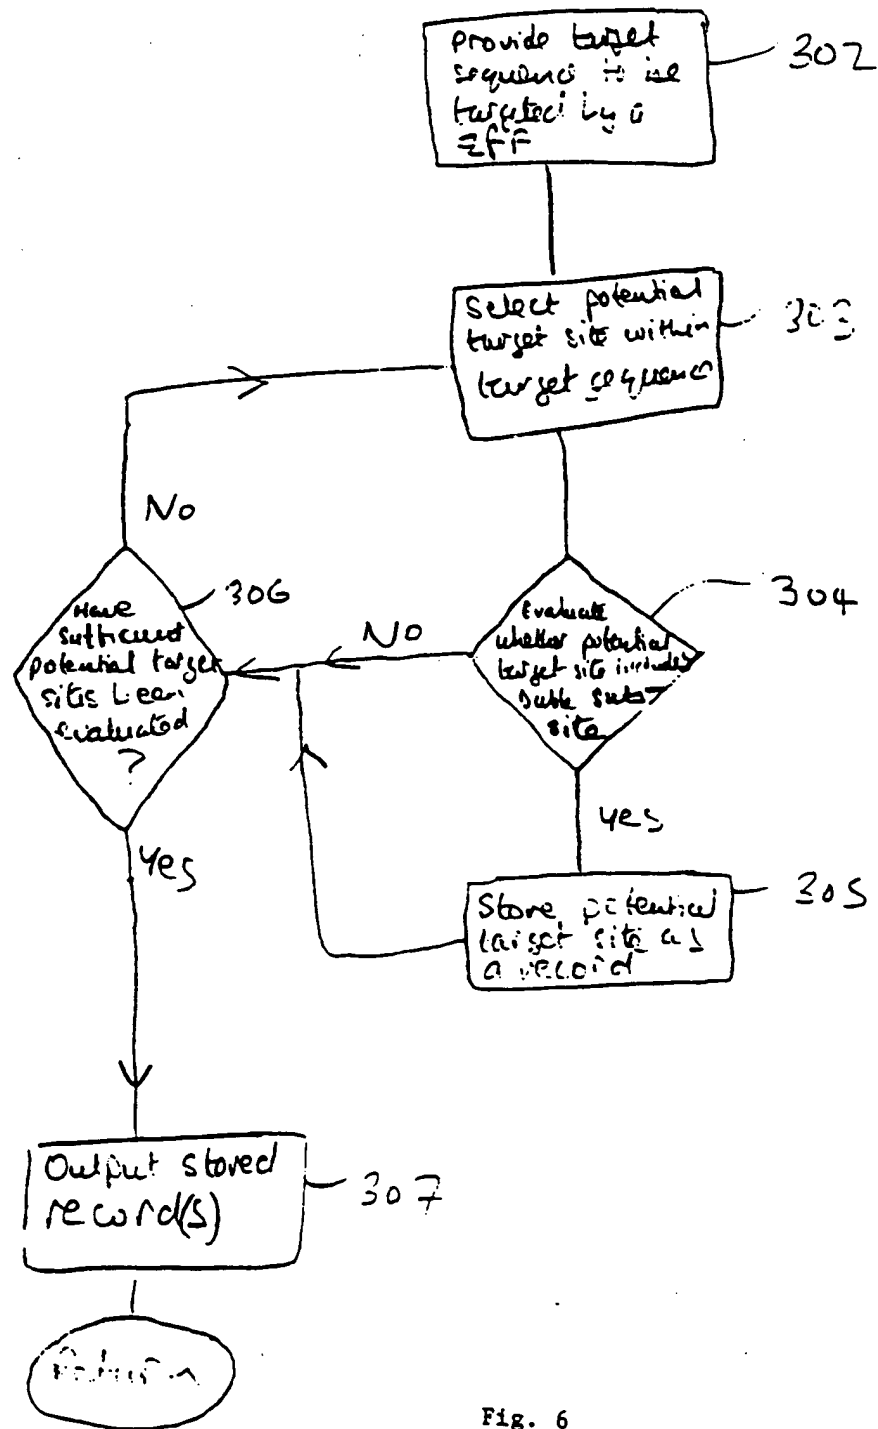 provide target
sequence to be
targeted by a
ZFP
302
Select potential
target site within
target sequence
303
No
306
Have
sufficient
potential target
sites been
evaluated
?
No
304
Evaluate
whether potential
target site includes
site
yes
Yes
305
Store potential
target site as
a record
Output stored
record(s)
307
Return
Fig. 6